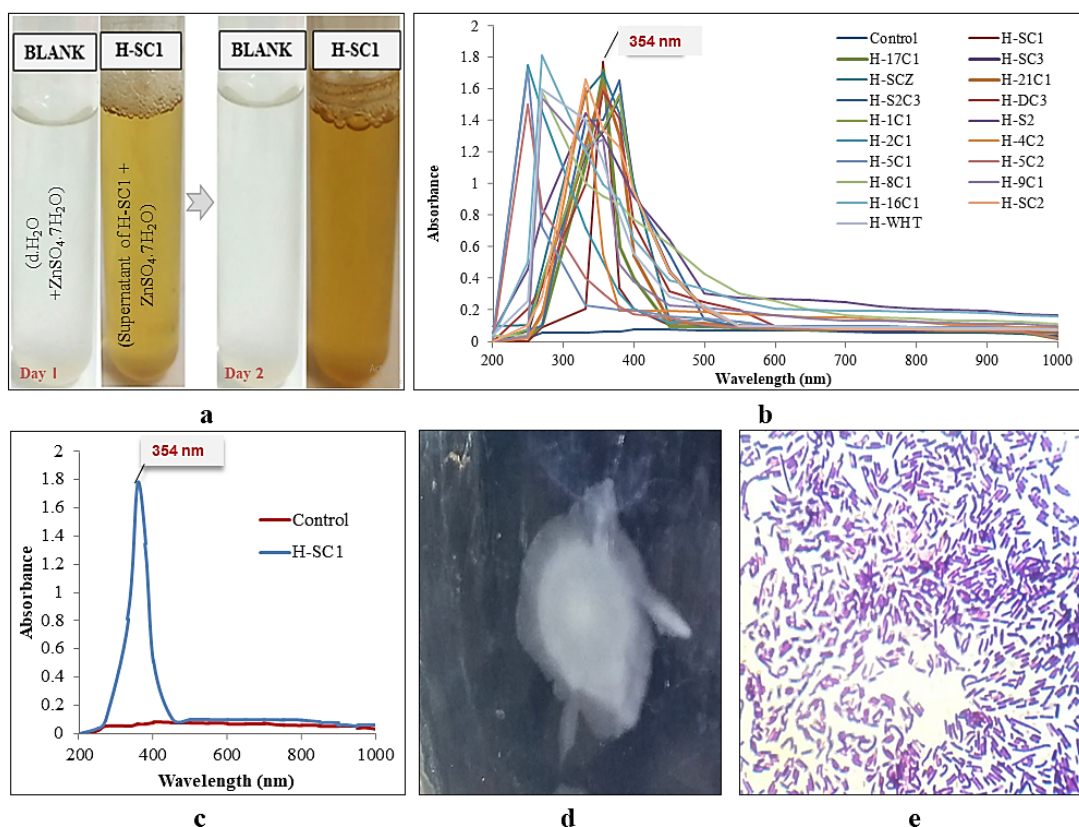 BLANK
H-SC1
(d.H₂O
+ZnSO₄.7H₂O)
(Supernatant of H-SC1 +
ZnSO₄.7H₂O)
Day 1
BLANK
H-SC1
Day 2
a
354 nm
Absorbance
2
1.8
1.6
1.4
1.2
1
0.8
0.6
0.4
0.2
0
200 300 400 500 600 700 800 900 1000
Wavelength (nm)
Control H-SC1
H-17C1 H-SC3
H-SCZ H-21C1
H-S2C3 H-DC3
H-1C1 H-S2
H-2C1 H-4C2
H-5C1 H-5C2
H-8C1 H-9C1
H-16C1 H-SC2
H-WHT
b
354 nm
Absorbance
2
1.8
1.6
1.4
1.2
1
0.8
0.6
0.4
0.2
0
200 400 600 800 1000
Wavelength (nm)
Control
H-SC1
c
d
e